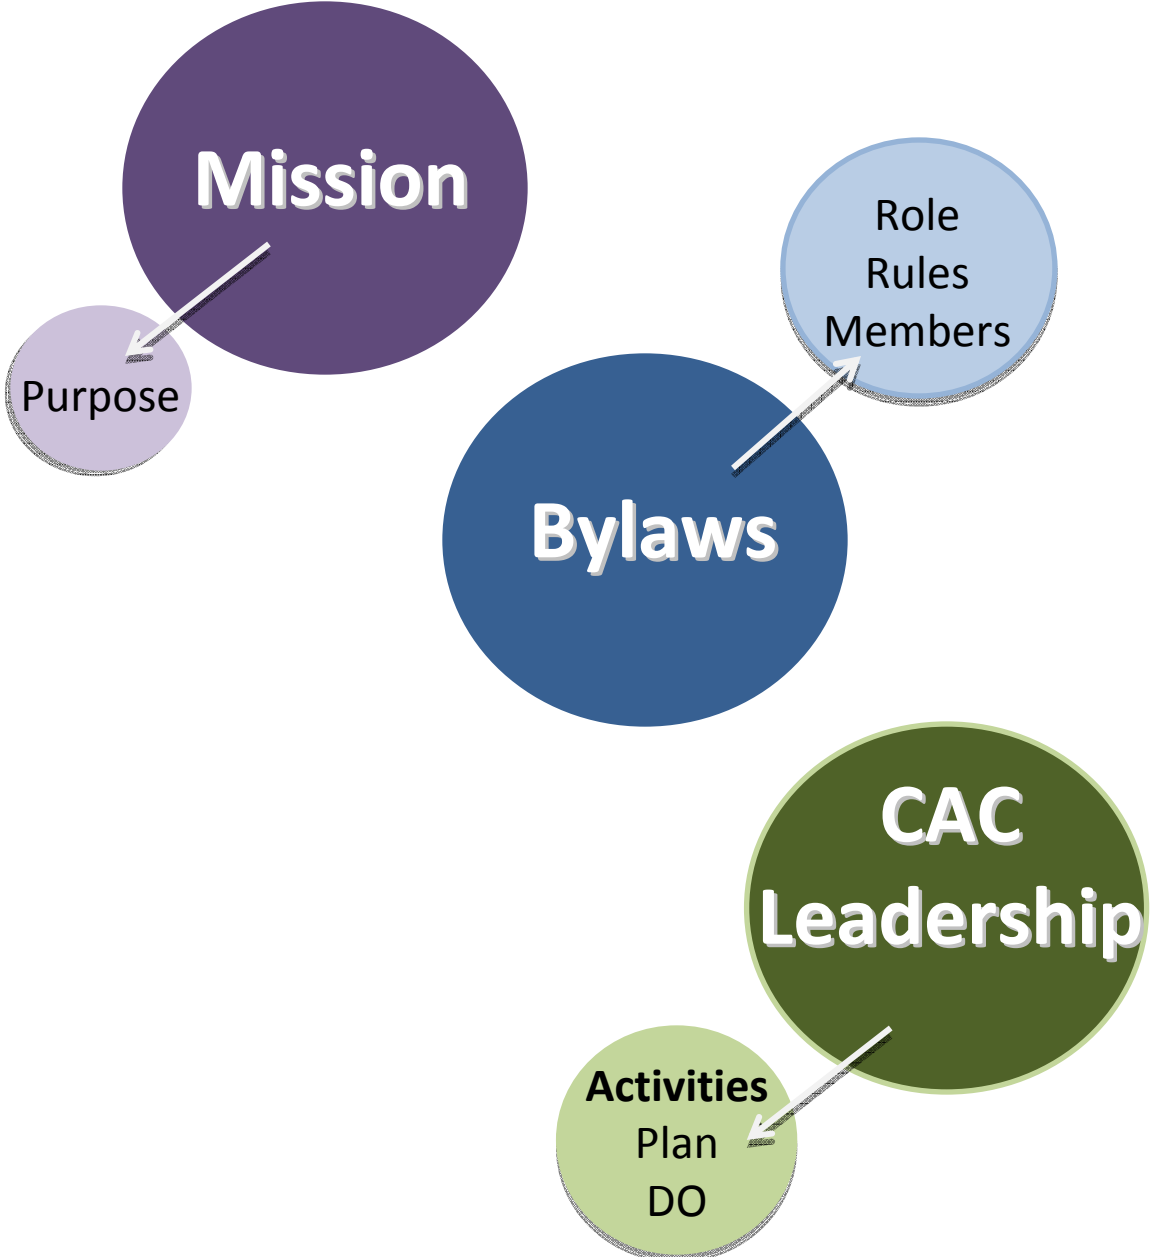 Mission
Purpose
Role
Rules
Members
Bylaws
CAC
Leadership
Activities
Plan
DO